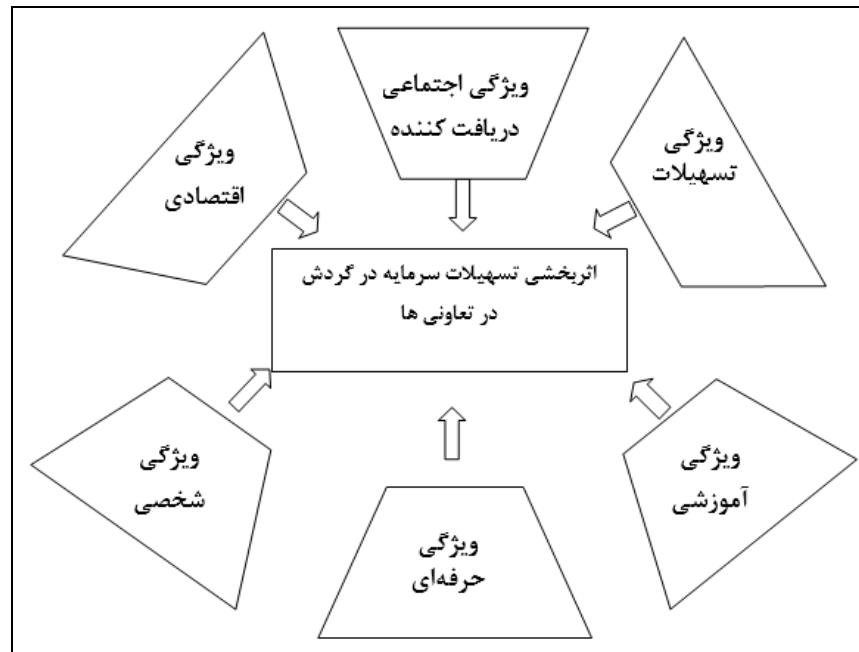 ویژگی اجتماعی
دریافت کننده
ویژگی
تسهیلات
ویژگی
اقتصادی
اثربخشی تسهیلات سرمایه در گردش
در تعاونی ها
ویژگی
آموزشی
ویژگی
شخصی
ویژگی
حرفه‌ای